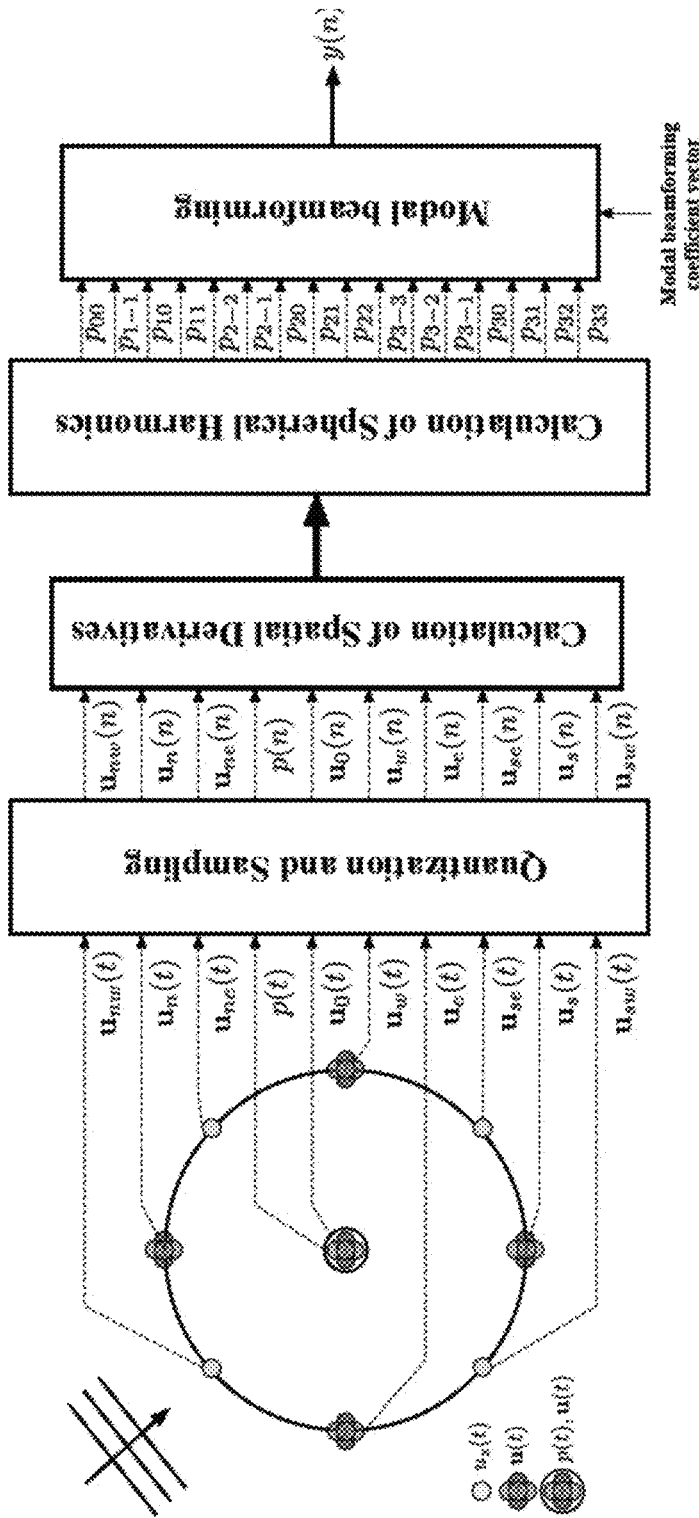 u_x(t)
u(t)
p(t), u(t)
u_nw(t)
u_n(t)
u_ne(t)
p(t)
u_0(t)
u_w(t)
u_e(t)
u_se(t)
u_s(t)
u_sw(t)
Quantization and Sampling
u_nw(n)
u_n(n)
u_ne(n)
p(n)
u_0(n)
u_w(n)
u_e(n)
u_se(n)
u_s(n)
u_sw(n)
Calculation of Spatial Derivatives
Calculation of Spherical Harmonics
p_00
p_1−1
p_10
p_11
p_2−2
p_2−1
p_20
p_21
p_22
p_3−3
p_3−2
p_3−1
p_30
p_31
p_32
p_33
Modal beamforming
Modal beamforming
coefficient vector
y(n)